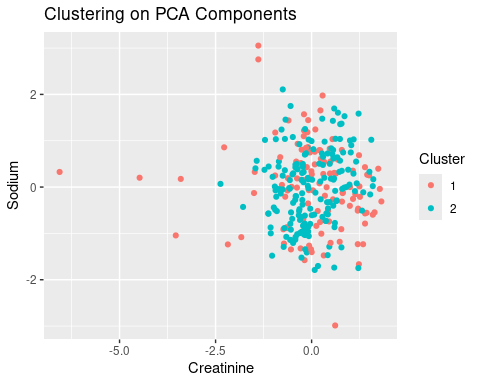 Clustering on PCA Components
Sodium
2
0
-2
-5.0
-2.5
0.0
Creatinine
Cluster
1
2